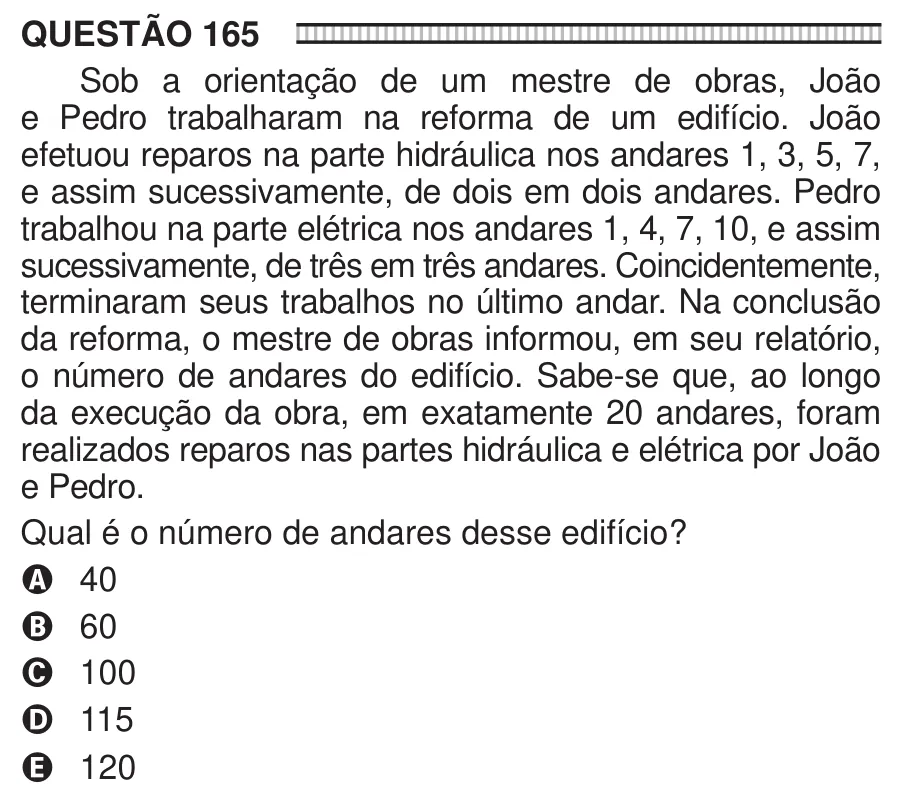 QUESTÃO 165
Sob a orientação de um mestre de obras, João
e Pedro trabalharam na reforma de um edifício. João
efetuou reparos na parte hidráulica nos andares 1, 3, 5, 7,
e assim sucessivamente, de dois em dois andares. Pedro
trabalhou na parte elétrica nos andares 1, 4, 7, 10, e assim
sucessivamente, de três em três andares. Coincidentemente,
terminaram seus trabalhos no último andar. Na conclusão
da reforma, o mestre de obras informou, em seu relatório,
o número de andares do edifício. Sabe-se que, ao longo
da execução da obra, em exatamente 20 andares, foram
realizados reparos nas partes hidráulica e elétrica por João
e Pedro.
Qual é o número de andares desse edifício?
A 40
B 60
C 100
D 115
E 120